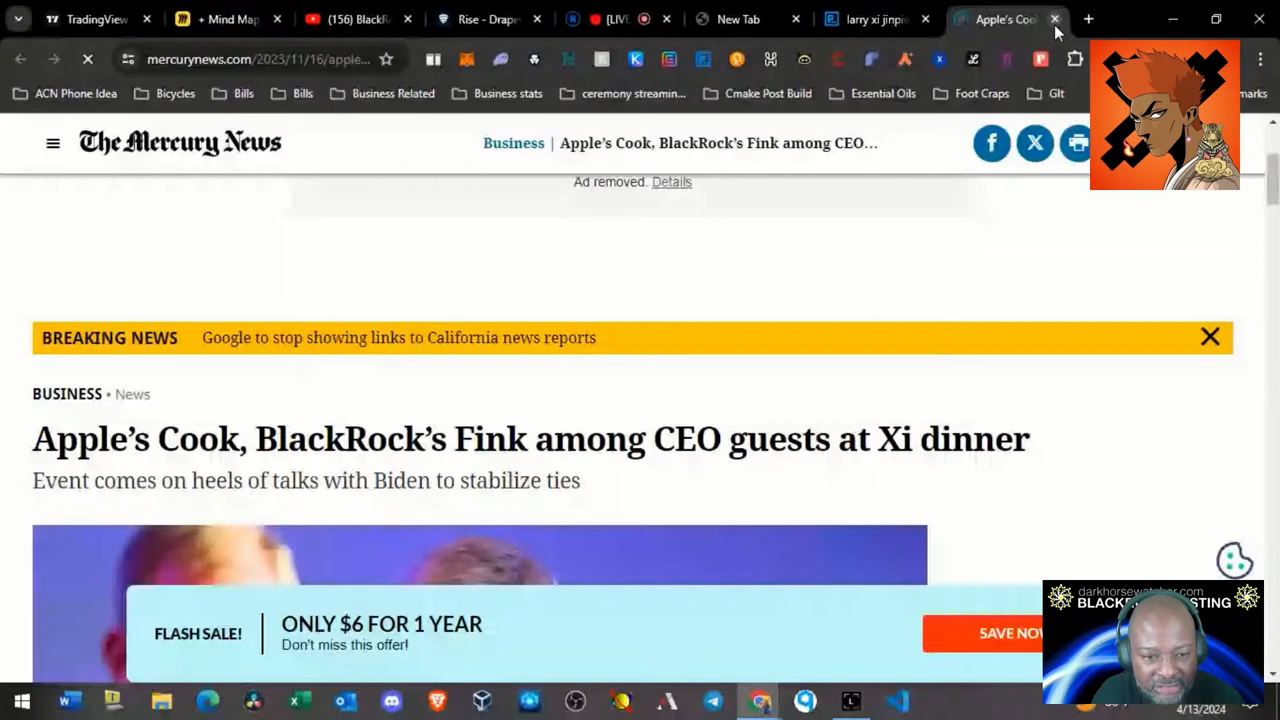 TradingView
+ Mind Map
(156) BlackR
Rise - Drape
[LIVE
New Tab
larry xi jinpi
Apple's Coo
mercurynews.com/2023/11/16/apple...
ACN Phone Idea
Bicycles
Bills
Bills
Business Related
Business stats
ceremony streamin...
Cmake Post Build
Essential Oils
Foot Craps
GIt
marks
The Mercury News
Business | Apple's Cook, BlackRock's Fink among CEO...
Ad removed. Details
BREAKING NEWS Google to stop showing links to California news reports
BUSINESS • News
Apple's Cook, BlackRock's Fink among CEO guests at Xi dinner
Event comes on heels of talks with Biden to stabilize ties
FLASH SALE!
ONLY $6 FOR 1 YEAR
Don't miss this offer!
SAVE NO
darkhorsewatcher.com
4/13/2024